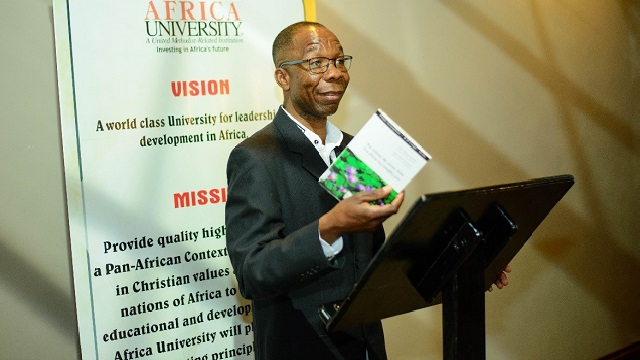 AFRICA
UNIVERSITY
A United Methodist-Related Institution
Investing in Africa's future
VISION
A world class University for leadership
development in Africa.
MISSI
Provide quality high
a Pan-African Context
in Christian values
nations of Africa to
educational and develop
Africa University will p
principl